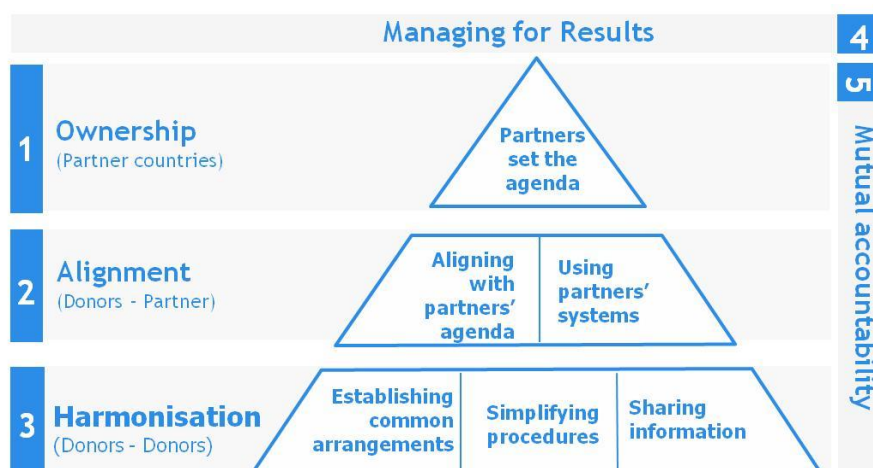 Managing for Results
4
5
Mutual accountability
1
Ownership
(Partner countries)
Partners
set the
agenda
2
Alignment
(Donors - Partner)
Aligning
with
partners’
agenda
Using
partners’
systems
3
Harmonisation
(Donors - Donors)
Establishing
common
arrangements
Simplifying
procedures
Sharing
information